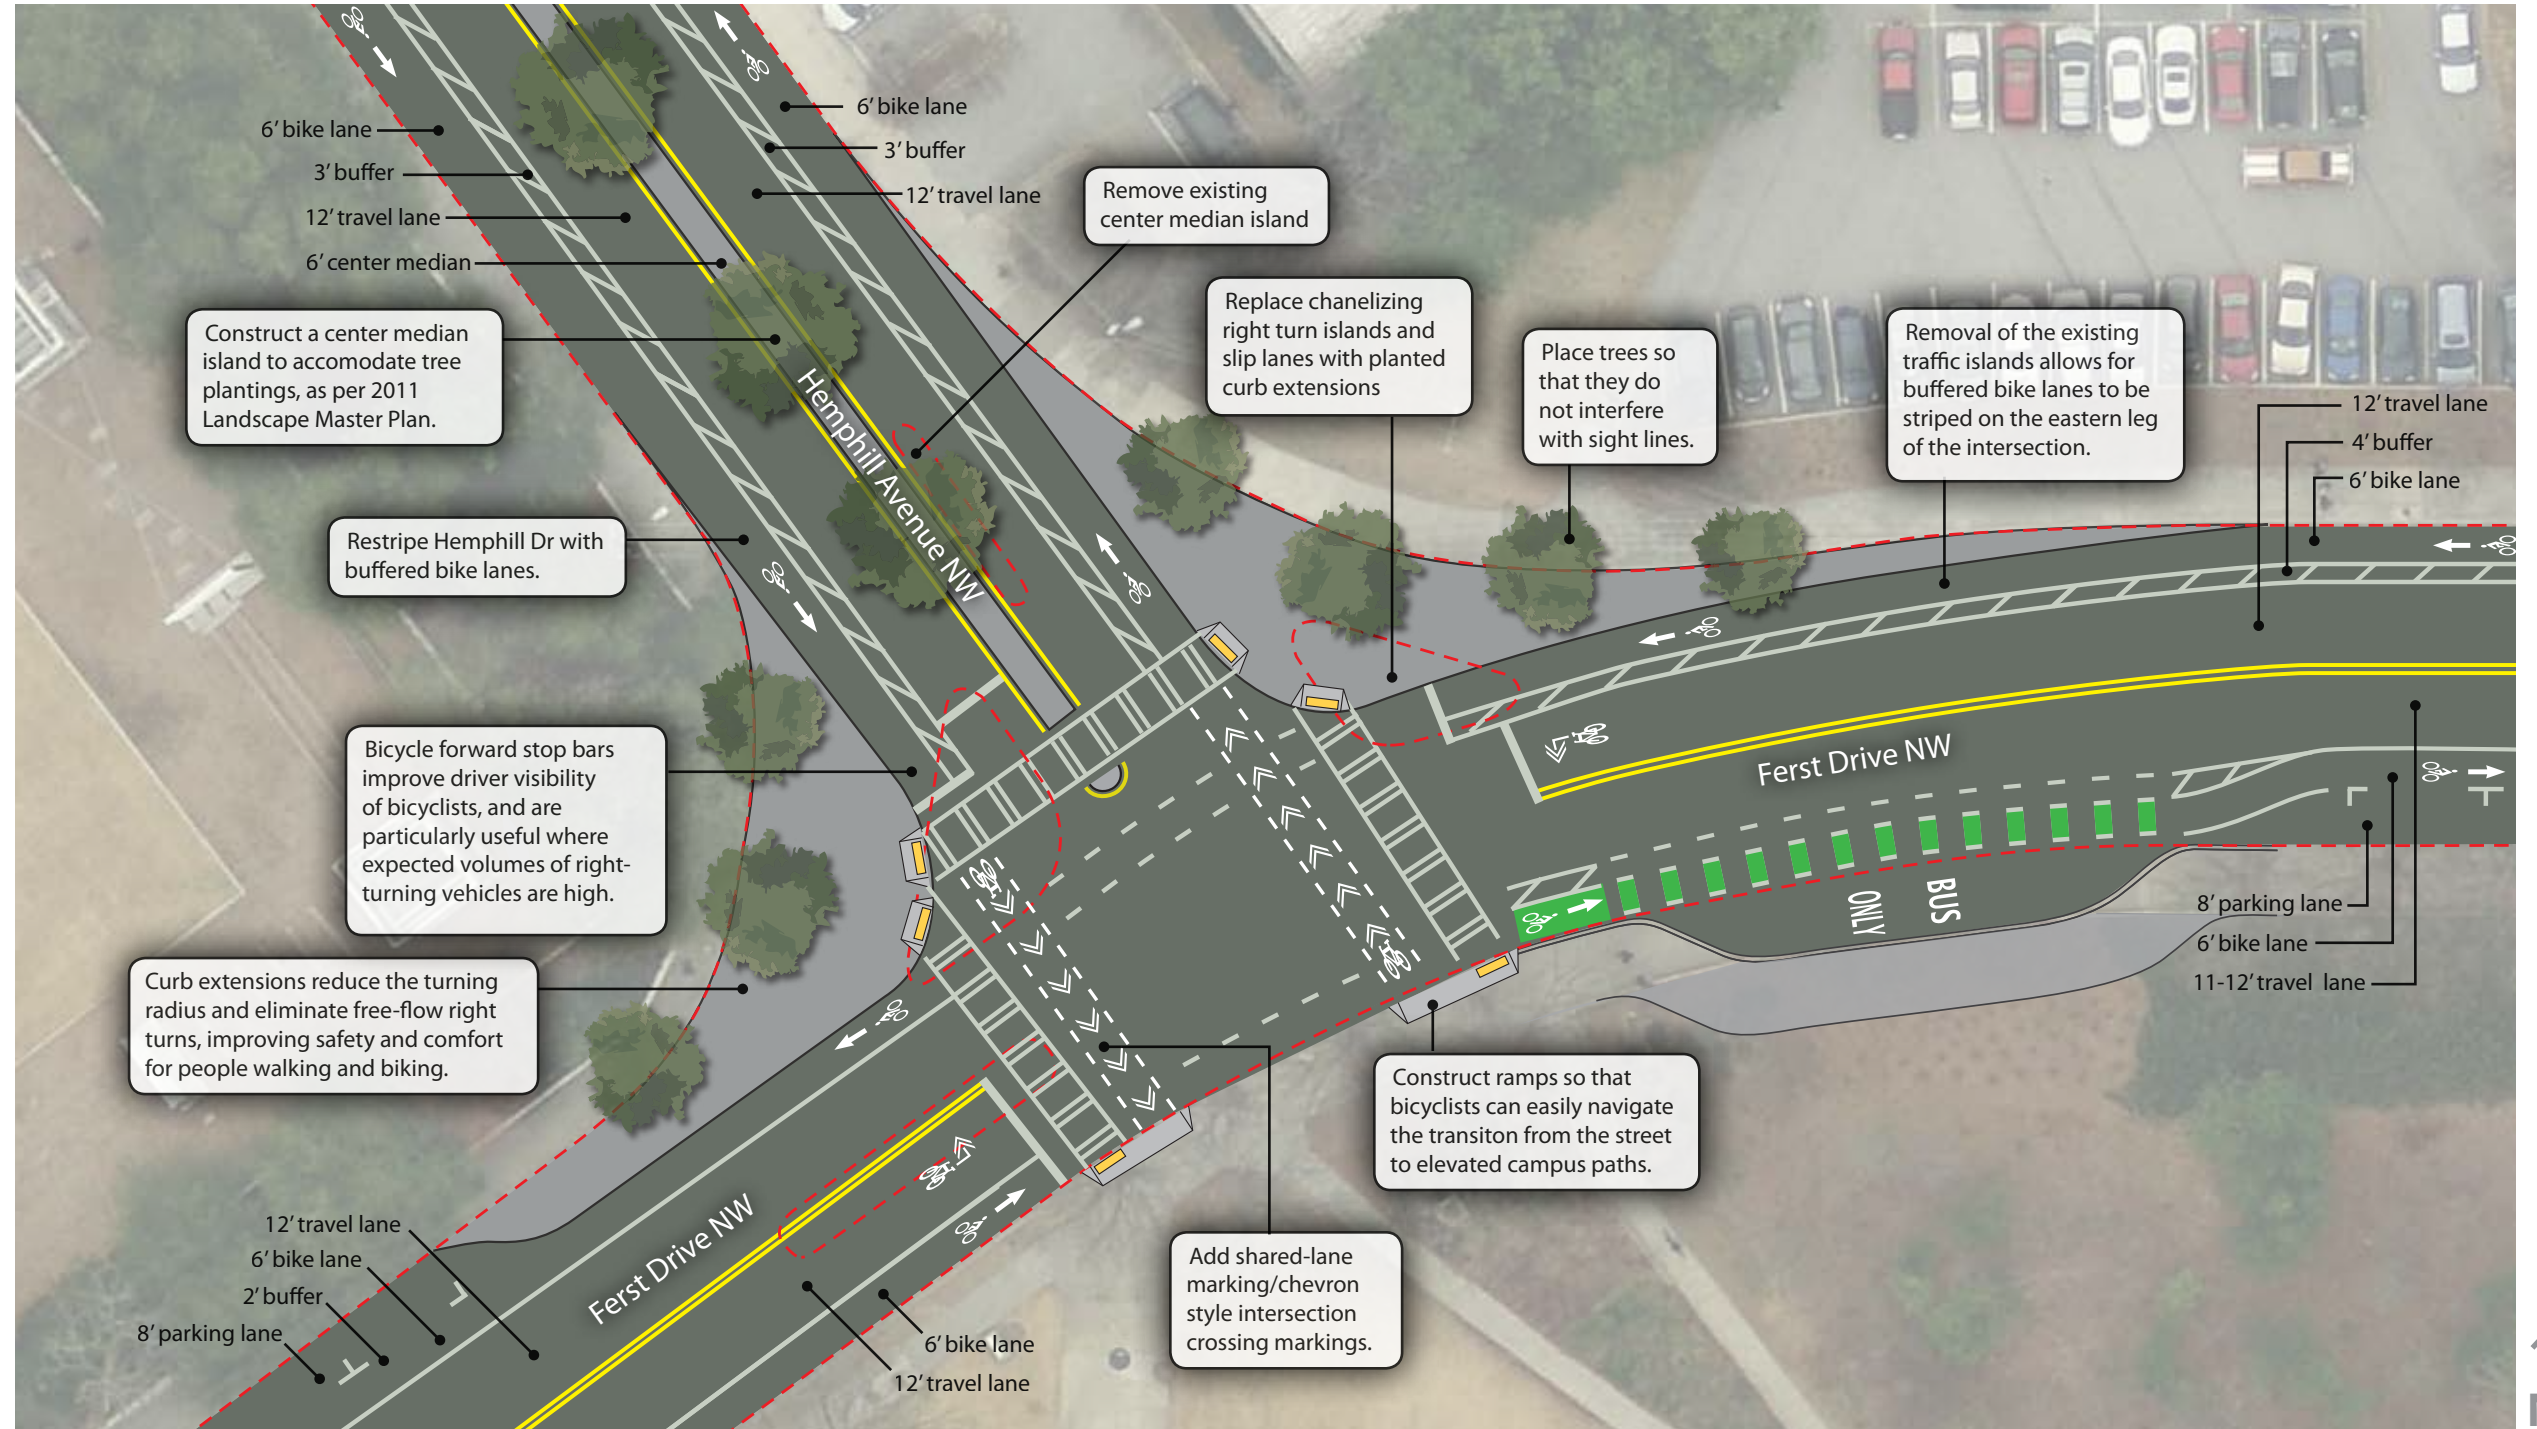 6’ bike lane
3’ buffer
12’ travel lane
6’ center median
6’ bike lane
3’ buffer
12’ travel lane
Remove existing
center median island
Construct a center median
island to accomodate tree
plantings, as per 2011
Landscape Master Plan.
Replace chanelizing
right turn islands and
slip lanes with planted
curb extensions
Place trees so
that they do
not interfere
with sight lines.
Removal of the existing
traffic islands allows for
buffered bike lanes to be
striped on the eastern leg
of the intersection.
12’ travel lane
4’ buffer
6’ bike lane
Hemphill Avenue NW
Restripe Hemphill Dr with
buffered bike lanes.
Bicycle forward stop bars
improve driver visibility
of bicyclists, and are
particularly useful where
expected volumes of right-
turning vehicles are high.
Ferst Drive NW
BUS
ONLY
8’ parking lane
6’ bike lane
11-12’ travel lane
Curb extensions reduce the turning
radius and eliminate free-flow right
turns, improving safety and comfort
for people walking and biking.
Construct ramps so that
bicyclists can easily navigate
the transiton from the street
to elevated campus paths.
Add shared-lane
marking/chevron
style intersection
crossing markings.
Ferst Drive NW
12’ travel lane
6’ bike lane
2’ buffer
8’ parking lane
6’ bike lane
12’ travel lane